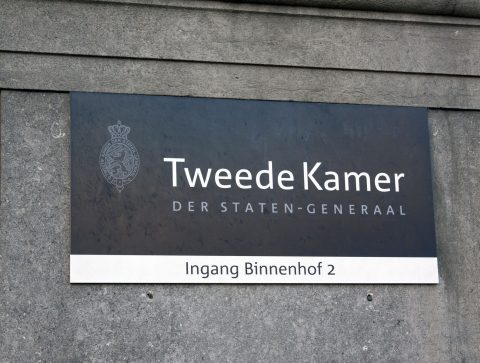 Tweede Kamer
DER STATEN-GENERAAL
Ingang Binnenhof 2